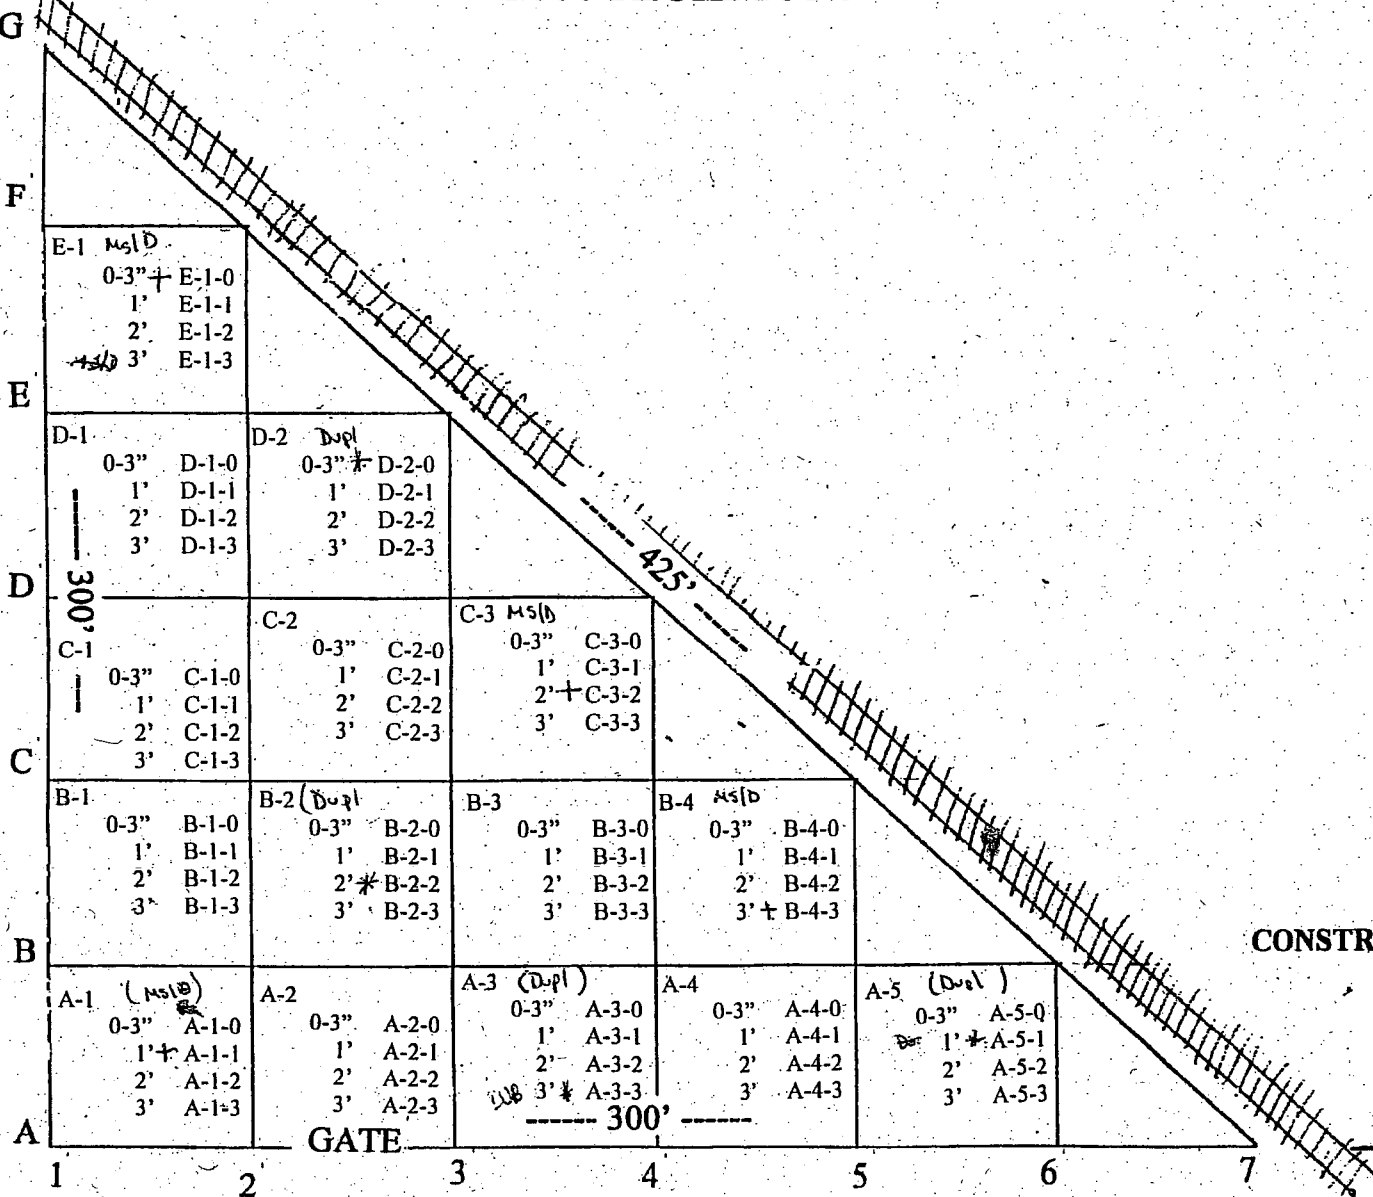 G
F
E-1 Ms/D
0-3" + E-1-0
1' E-1-1
2' E-1-2
3' E-1-3
E
D-1
0-3" D-1-0
1' D-1-1
2' D-1-2
3' D-1-3
D-2 Dupl
0-3" * D-2-0
1' D-2-1
2' D-2-2
3' D-2-3
300'
425'
D
C-1
0-3" C-1-0
1' C-1-1
2' C-1-2
3' C-1-3
C-2
0-3" C-2-0
1' C-2-1
2' C-2-2
3' C-2-3
C-3 MS/D
0-3" C-3-0
1' C-3-1
2' + C-3-2
3' C-3-3
C
B-1
0-3" B-1-0
1' B-1-1
2' B-1-2
3' B-1-3
B-2 (Dupl
0-3" B-2-0
1' B-2-1
2' * B-2-2
3' B-2-3
B-3
0-3" B-3-0
1' B-3-1
2' B-3-2
3' B-3-3
B-4 MS/D
0-3" B-4-0
1' B-4-1
2' B-4-2
3' + B-4-3
CONSTR
B
A-1 (MS/D)
0-3" A-1-0
1' + A-1-1
2' A-1-2
3' A-1-3
A-2
0-3" A-2-0
1' A-2-1
2' A-2-2
3' A-2-3
A-3 (Dupl)
0-3" A-3-0
1' A-3-1
2' A-3-2
3' * A-3-3
A-4
0-3" A-4-0
1' A-4-1
2' A-4-2
3' A-4-3
A-5 (Dupl)
0-3" A-5-0
1' * A-5-1
2' A-5-2
3' A-5-3
300'
A
GATE
1 2 3 4 5 6 7